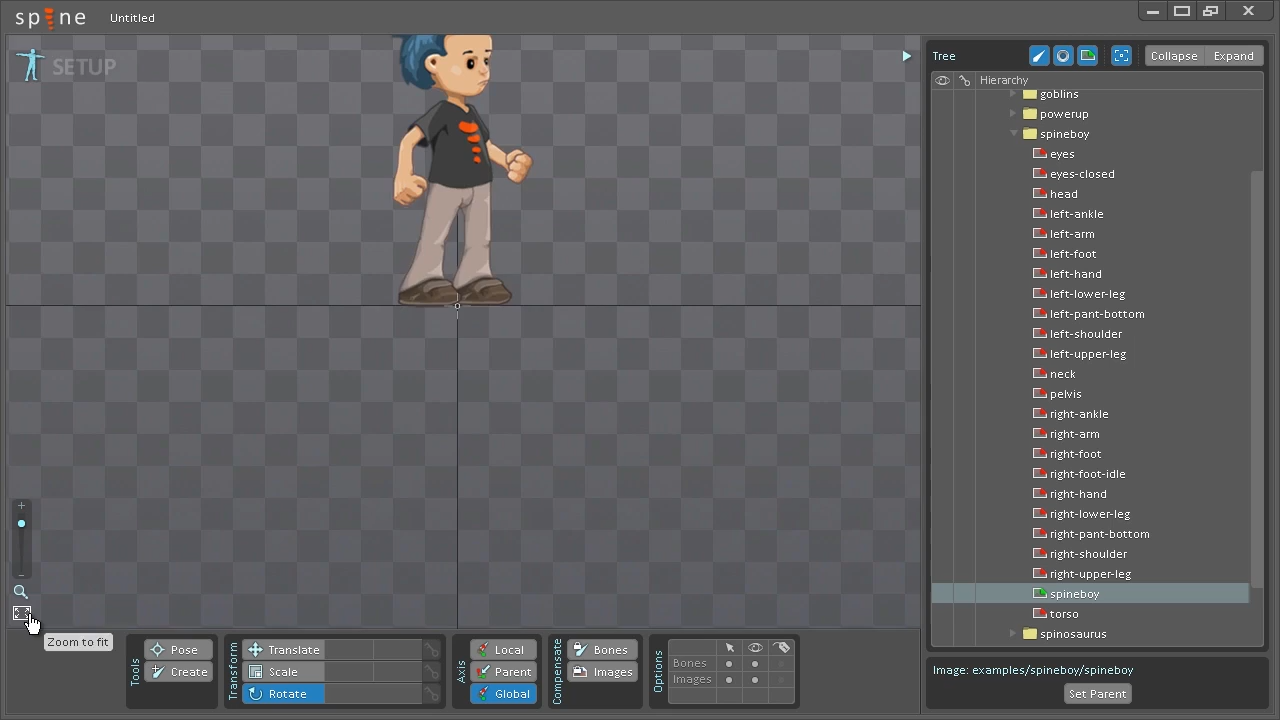 spine Untitled
SETUP
Zoom to fit
Tools
Pose
Create
Transform
Translate
Scale
Rotate
Axis
Local
Parent
Global
Compensate
Bones
Images
Options
Bones
Images
Tree Collapse Expand
Hierarchy
goblins
powerup
spineboy
eyes
eyes-closed
head
left-ankle
left-arm
left-foot
left-hand
left-lower-leg
left-pant-bottom
left-shoulder
left-upper-leg
neck
pelvis
right-ankle
right-arm
right-foot
right-foot-idle
right-hand
right-lower-leg
right-pant-bottom
right-shoulder
right-upper-leg
spineboy
torso
spinosaurus
Image: examples/spineboy/spineboy
Set Parent